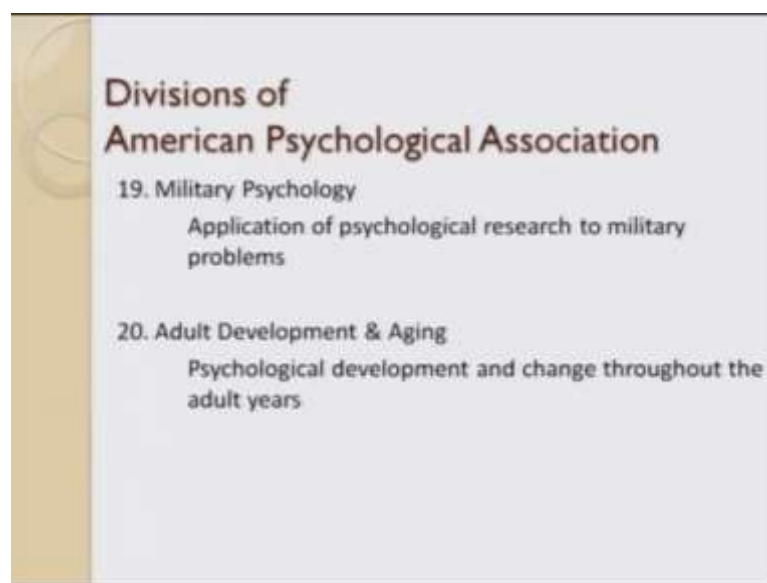 Divisions of
American Psychological Association
19. Military Psychology
Application of psychological research to military
problems
20. Adult Development & Aging
Psychological development and change throughout the
adult years